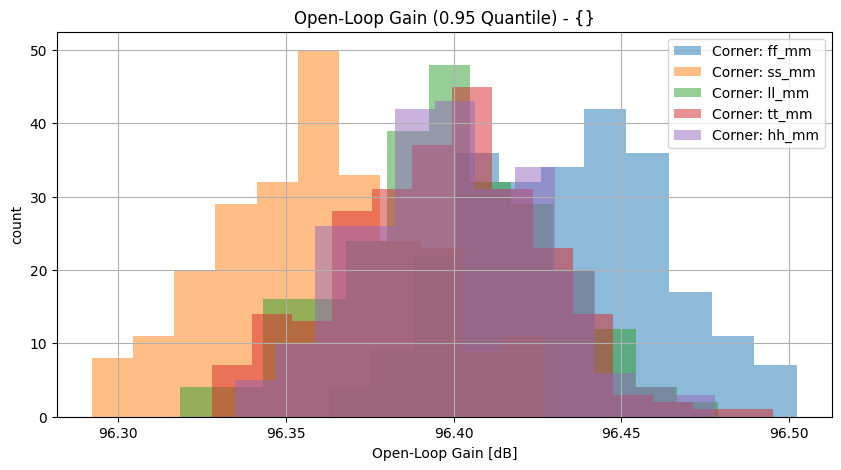 Open-Loop Gain (0.95 Quantile) - {}
Corner: ff_mm
Corner: ss_mm
Corner: ll_mm
Corner: tt_mm
Corner: hh_mm
50
40
30
20
10
0
count
96.30 96.35 96.40 96.45 96.50
Open-Loop Gain [dB]